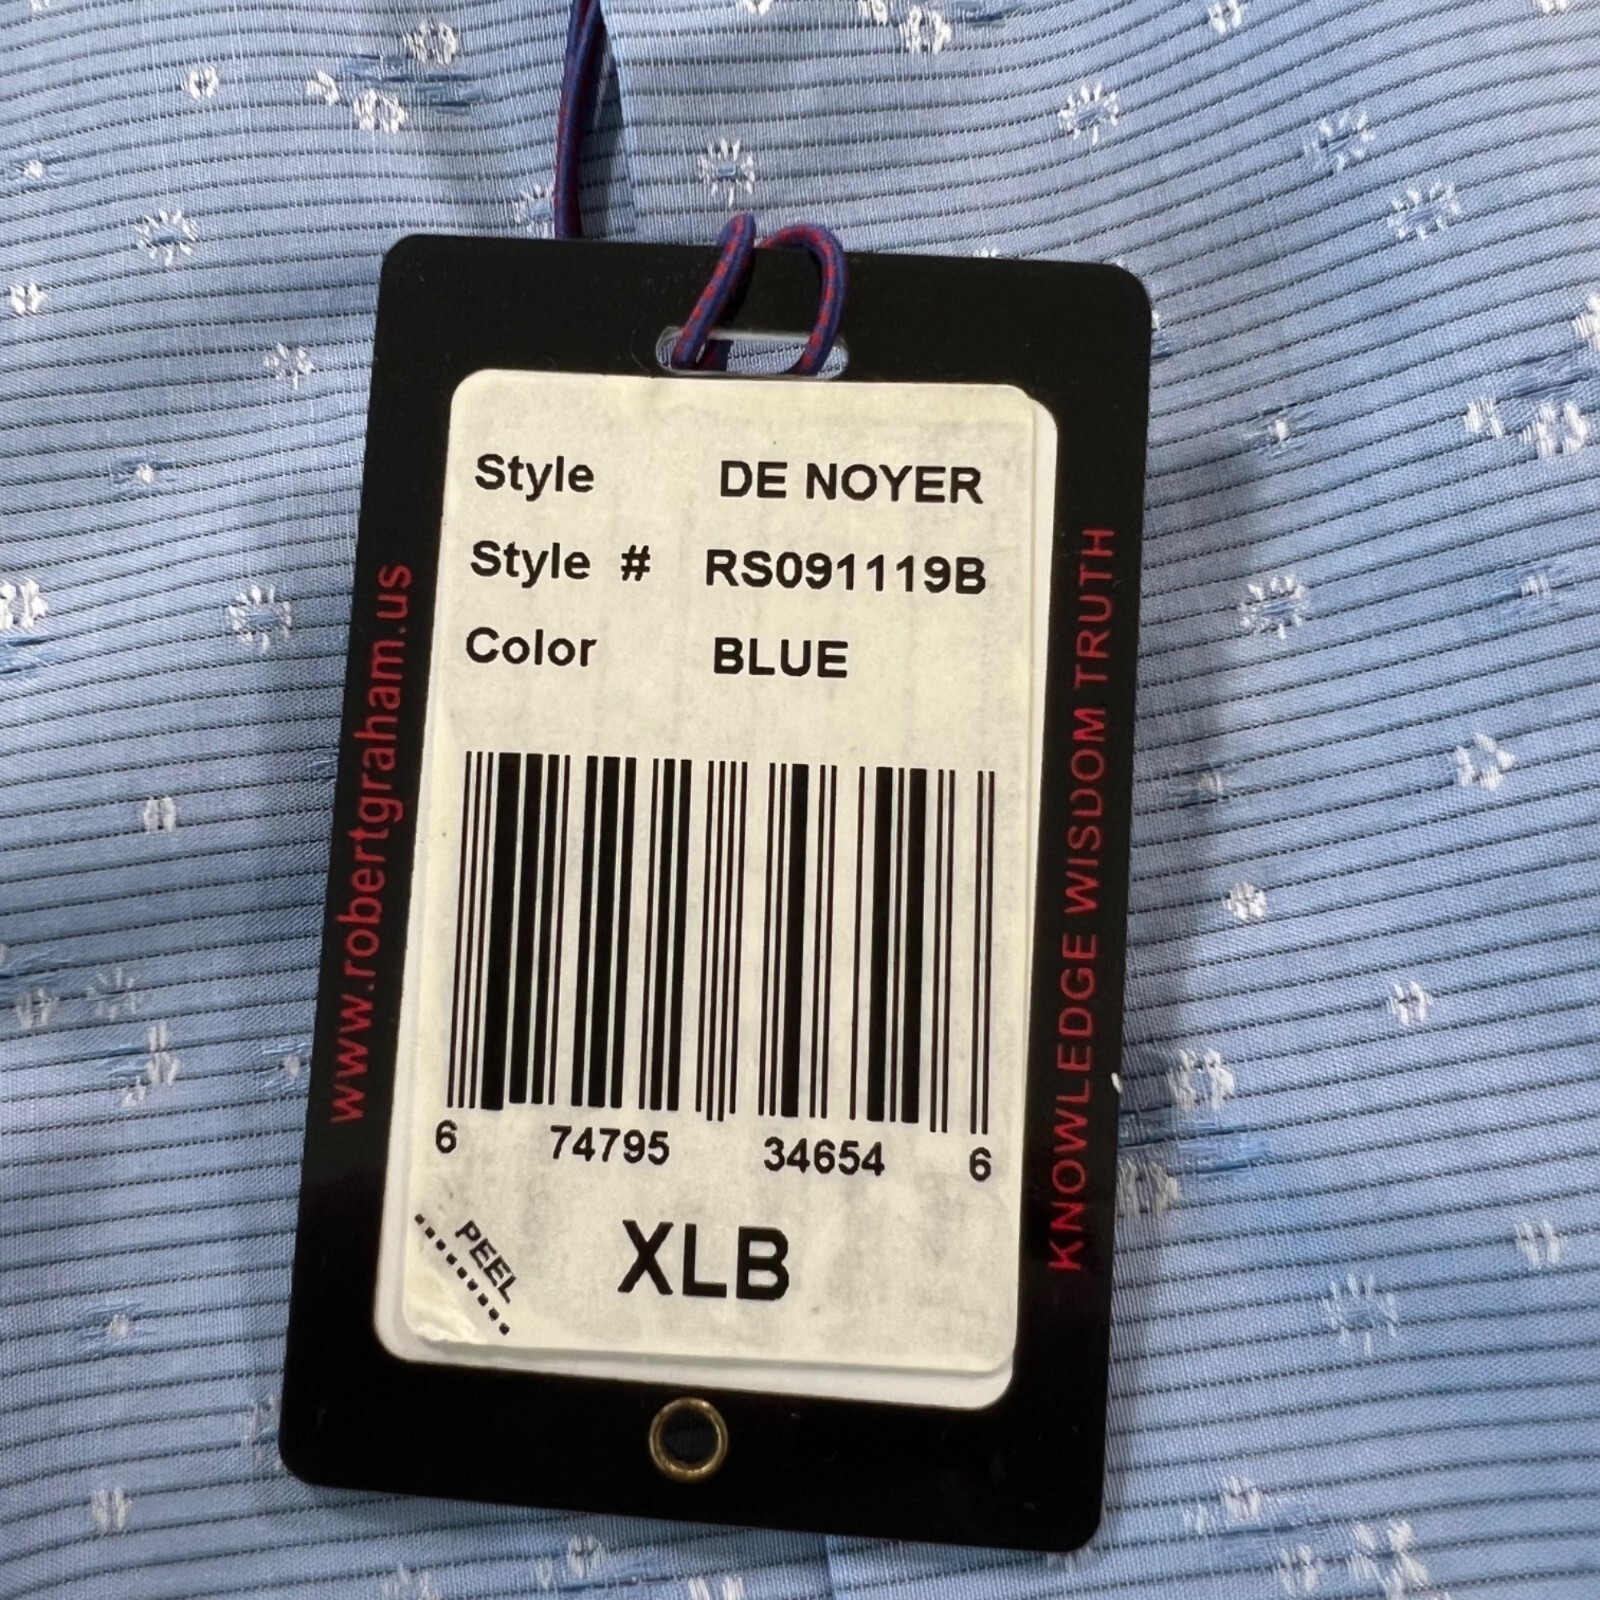 Style DE NOYER
Style # RS091119B
Color BLUE
6 74795 34654 6
PEEL
XLB
www.robertgraham.us
KNOWLEDGE WISDOM TRUTH